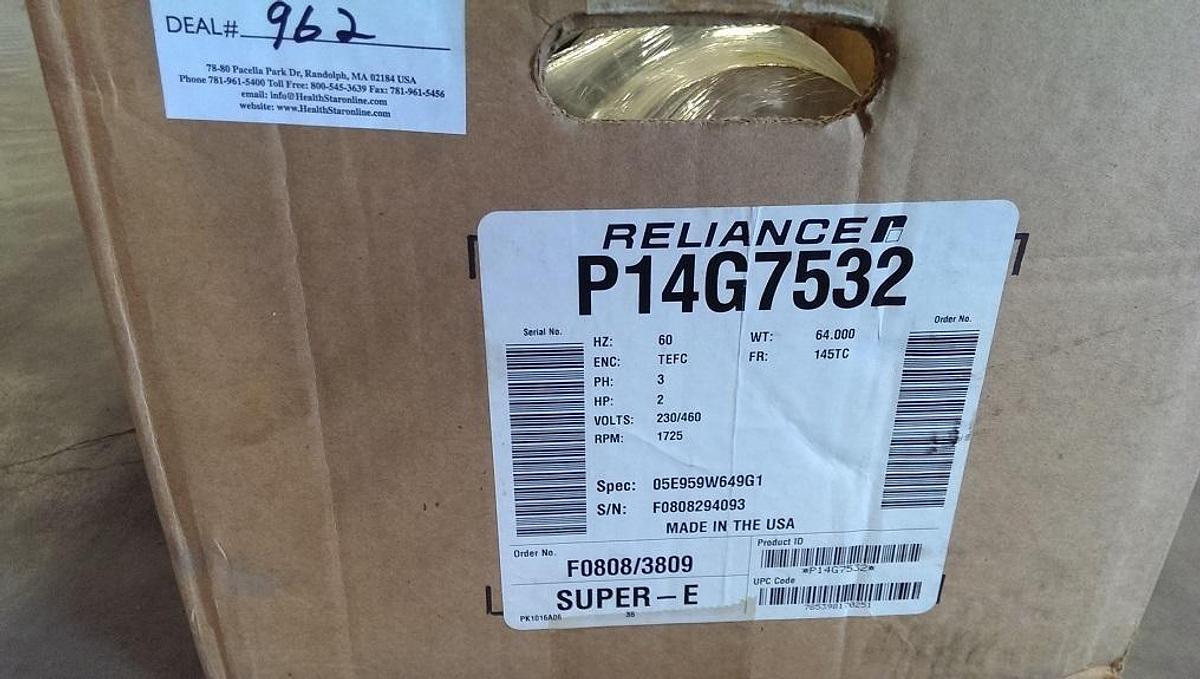 DEAL# 962
78-80 Pacella Park Dr, Randolph, MA 02184 USA
Phone 781-961-5400 Toll Free: 800-545-3639 Fax: 781-961-5456
email: info@HealthStaronline.com
website: www.HealthStaronline.com
RELIANCE
P14G7532
Serial No.
Order No.
HZ: 60 WT: 64.000
ENC: TEFC FR: 145TC
PH: 3
HP: 2
VOLTS: 230/460
RPM: 1725
Spec: 05E959W649G1
S/N: F0808294093
MADE IN THE USA
Order No.
F0808/3809
Product ID
*P14G7532*
SUPER – E
UPC Code
PK1016A06